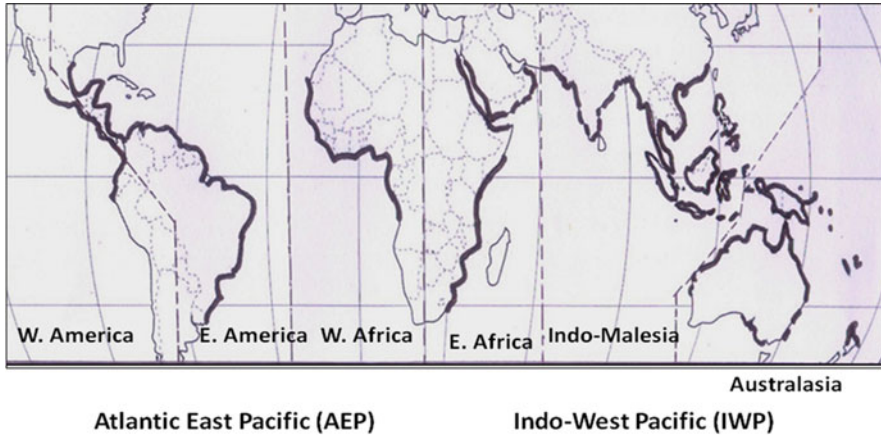 W. America E. America W. Africa E. Africa Indo-Malesia
Australasia
Atlantic East Pacific (AEP) Indo-West Pacific (IWP)